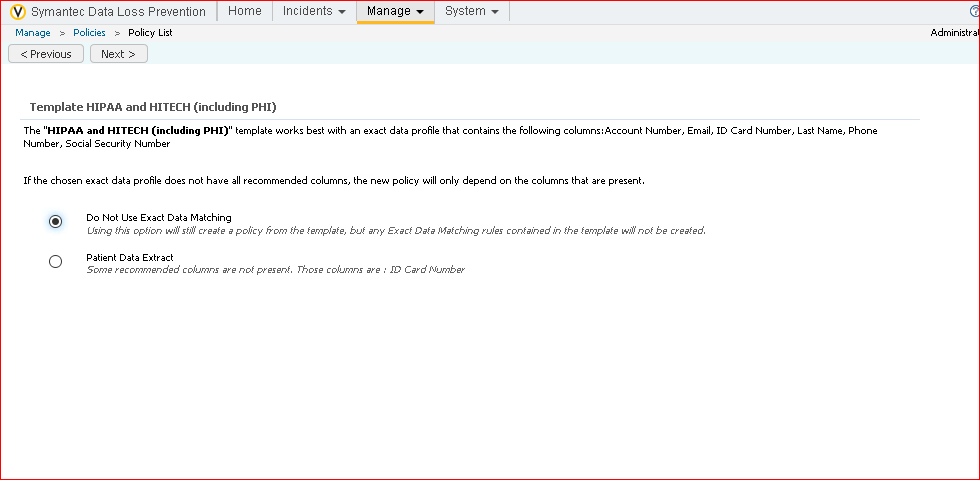 Symantec Data Loss Prevention Home Incidents Manage System
Manage > Policies > Policy List Administra
< Previous Next >
Template HIPAA and HITECH (including PHI)
The "HIPAA and HITECH (including PHI)" template works best with an exact data profile that contains the following columns:Account Number, Email, ID Card Number, Last Name, Phone
Number, Social Security Number
If the chosen exact data profile does not have all recommended columns, the new policy will only depend on the columns that are present.
Do Not Use Exact Data Matching
Using this option will still create a policy from the template, but any Exact Data Matching rules contained in the template will not be created.
Patient Data Extract
Some recommended columns are not present. Those columns are : ID Card Number